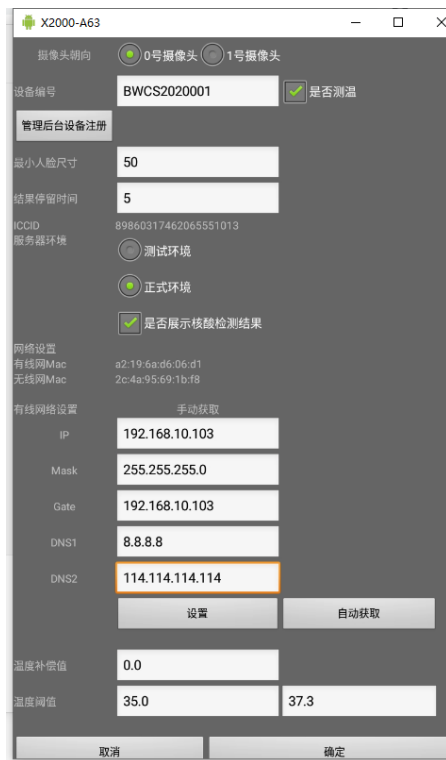 X2000-A63
摄像头朝向 0号摄像头 1号摄像头
设备编号 BWCS2020001 是否测温
管理后台设备注册
最小人脸尺寸 50
结果停留时间 5
ICCID 89860317462065551013
服务器环境
测试环境
正式环境
是否展示核酸检测结果
网络设置
有线网Mac a2:19:6a:d6:06:d1
无线网Mac 2c:4a:95:69:1b:f8
有线网络设置 手动获取
IP 192.168.10.103
Mask 255.255.255.0
Gate 192.168.10.103
DNS1 8.8.8.8
DNS2 114.114.114.114
设置 自动获取
温度补偿值 0.0
温度阈值 35.0 37.3
取消 确定